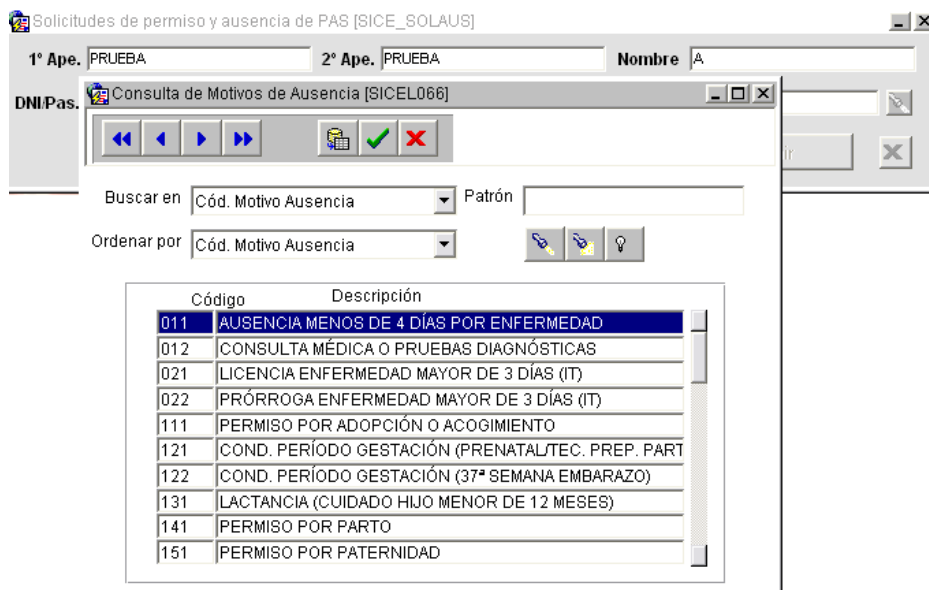 Solicitudes de permiso y ausencia de PAS [SICE_SOLAUS]
1º Ape. PRUEBA 2º Ape. PRUEBA Nombre A
DNI/Pas.
Consulta de Motivos de Ausencia [SICEL066]
ir
Buscar en Cód. Motivo Ausencia Patrón
Ordenar por Cód. Motivo Ausencia
Código Descripción
011 AUSENCIA MENOS DE 4 DÍAS POR ENFERMEDAD
012 CONSULTA MÉDICA O PRUEBAS DIAGNÓSTICAS
021 LICENCIA ENFERMEDAD MAYOR DE 3 DÍAS (IT)
022 PRÓRROGA ENFERMEDAD MAYOR DE 3 DÍAS (IT)
111 PERMISO POR ADOPCIÓN O ACOGIMIENTO
121 COND. PERÍODO GESTACIÓN (PRENATAL/TEC. PREP. PART
122 COND. PERÍODO GESTACIÓN (37ª SEMANA EMBARAZO)
131 LACTANCIA (CUIDADO HIJO MENOR DE 12 MESES)
141 PERMISO POR PARTO
151 PERMISO POR PATERNIDAD